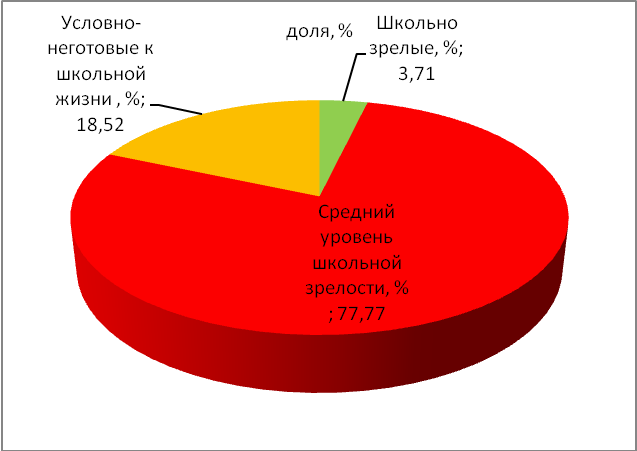 Условно-
неготовые к
школьной
жизни , %;
18,52
доля, %
Школьно
зрелые, %;
3,71
Средний
уровень
школьной
зрелости, %
; 77,77